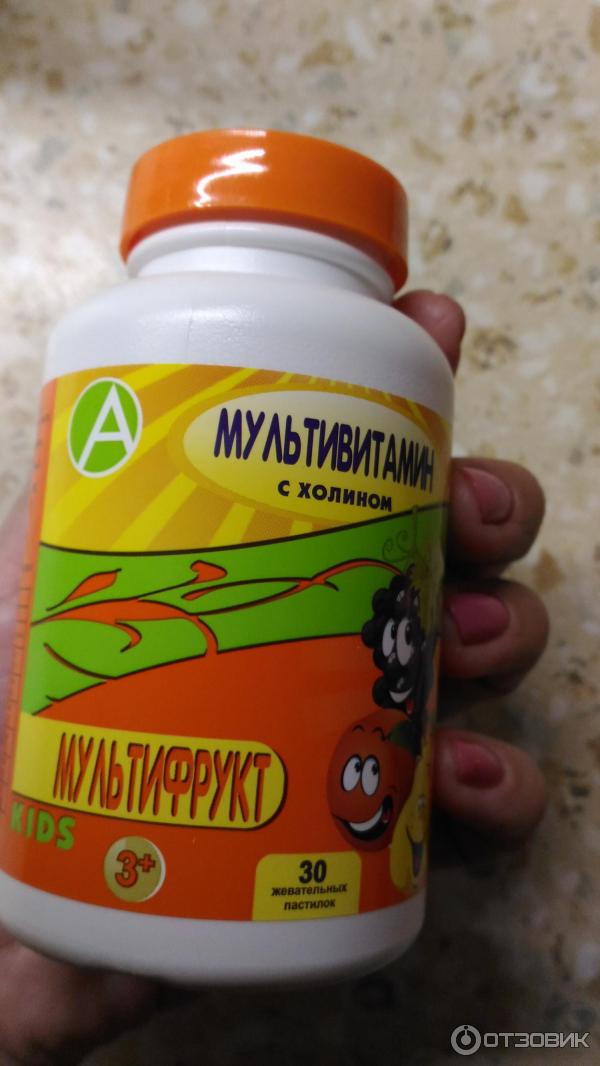 А
МУЛЬТИВИТАМИН
С ХОЛИНОМ
МУЛЬТИФРУКТ
KIDS
3+
30
жевательных
пастилок
ОТЗОВИК